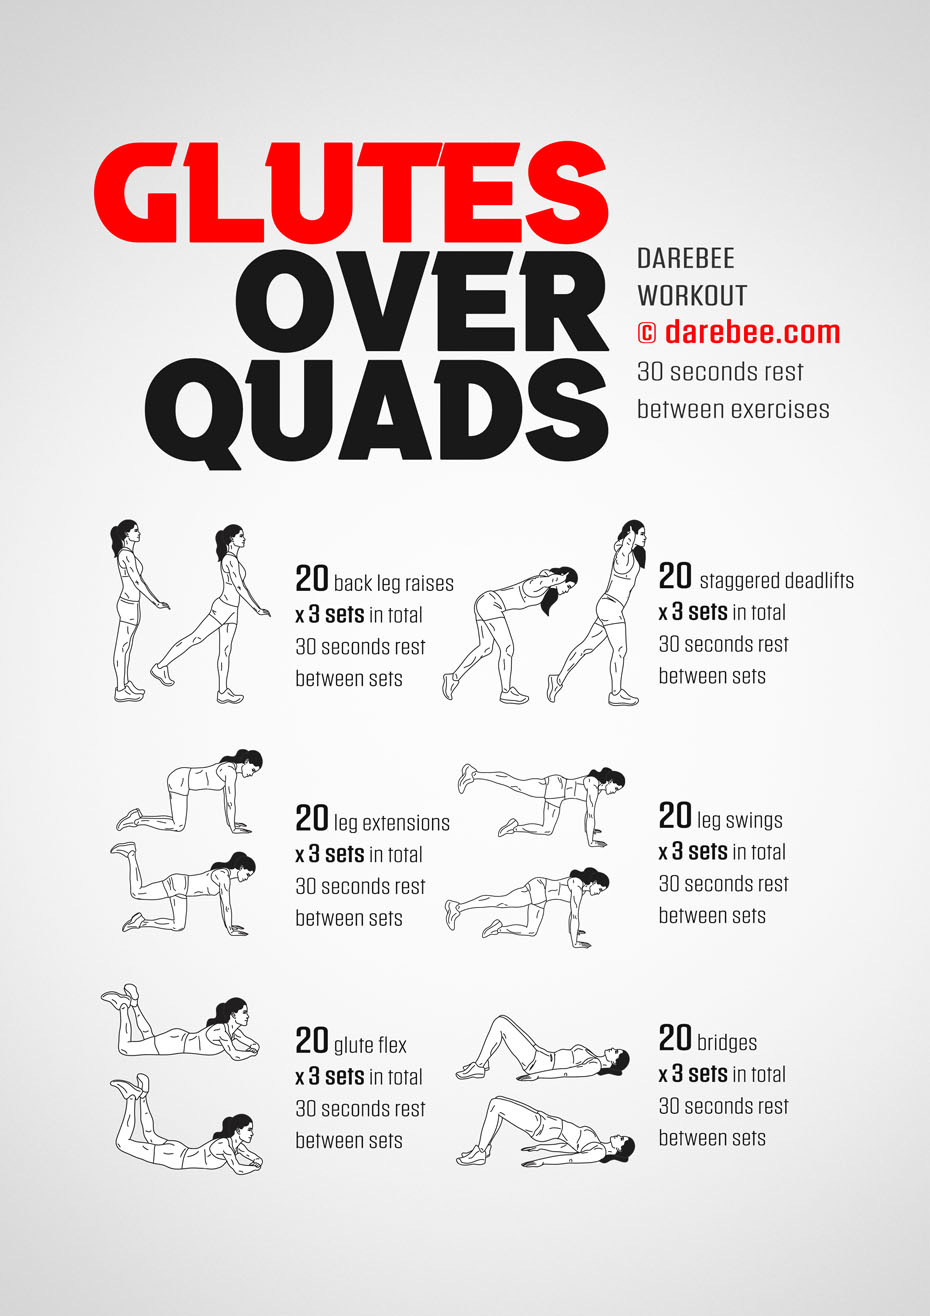 GLUTES
OVER
QUADS
DAREBEE
WORKOUT
© darebee.com
30 seconds rest
between exercises
20 back leg raises
x 3 sets in total
30 seconds rest
between sets
20 staggered deadlifts
x 3 sets in total
30 seconds rest
between sets
20 leg extensions
x 3 sets in total
30 seconds rest
between sets
20 leg swings
x 3 sets in total
30 seconds rest
between sets
20 glute flex
x 3 sets in total
30 seconds rest
between sets
20 bridges
x 3 sets in total
30 seconds rest
between sets